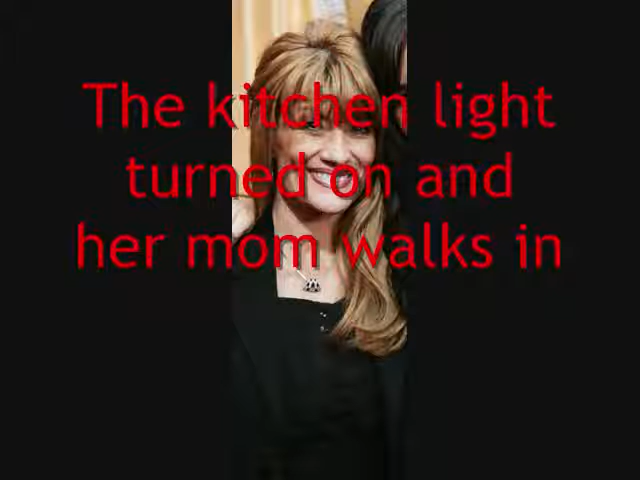 The kitchen light
turned on and
her mom walks in